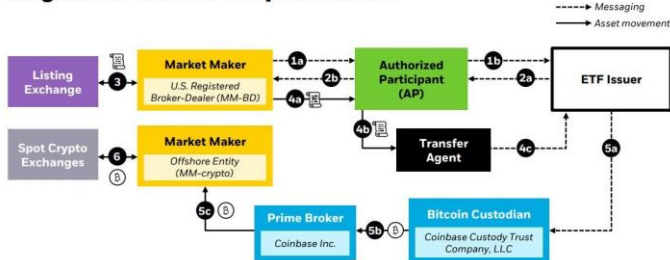 Messaging
Asset movement
Listing
Exchange
3
Market Maker
U.S. Registered
Broker-Dealer (MM-BD)
1a
2b
4a
Authorized
Participant
(AP)
1b
2a
ETF Issuer
4b
Transfer
Agent
4c
5a
Spot Crypto
Exchanges
6
Market Maker
Offshore Entity
(MM-crypto)
5c
Prime Broker
Coinbase Inc.
5b
Bitcoin Custodian
Coinbase Custody Trust
Company, LLC